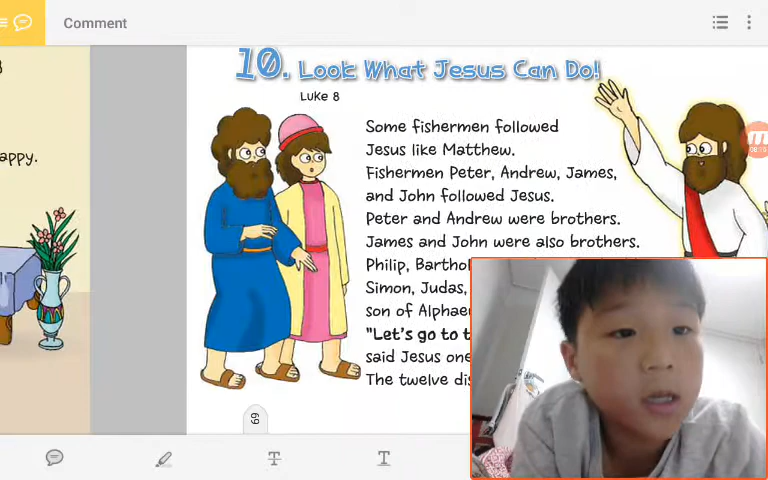 Comment
appy.
10. Look What Jesus Can Do!
Luke 8
Some fishermen followed
Jesus like Matthew.
Fishermen Peter, Andrew, James,
and John followed Jesus.
Peter and Andrew were brothers.
James and John were also brothers.
Philip, Barthol
Simon, Judas,
son of Alphaeu
"Let's go to t
said Jesus one
The twelve dis
69